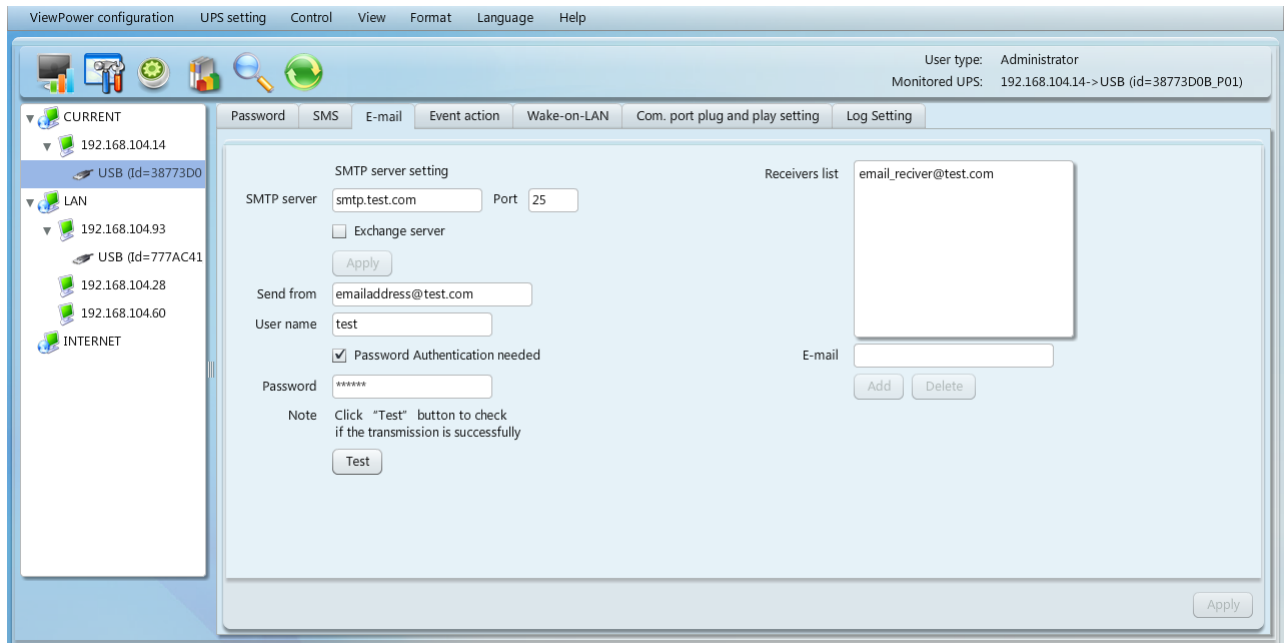 ViewPower configuration UPS setting Control View Format Language Help
User type: Administrator
Monitored UPS: 192.168.104.14->USB (id=38773D0B_P01)
CURRENT
192.168.104.14
USB (Id=38773D0
LAN
192.168.104.93
USB (Id=777AC41
192.168.104.28
192.168.104.60
INTERNET
Password SMS E-mail Event action Wake-on-LAN Com. port plug and play setting Log Setting
SMTP server setting
SMTP server smtp.test.com Port 25
Exchange server
Apply
Send from emailaddress@test.com
User name test
Password Authentication needed
Password ******
Note Click "Test" button to check
if the transmission is successfully
Test
Receivers list email_reciver@test.com
E-mail
Add Delete
Apply